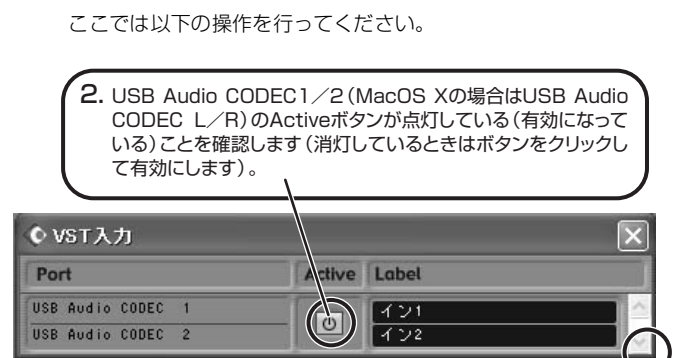 ここでは以下の操作を行ってください。
2. USB Audio CODEC1／2（MacOS Xの場合はUSB Audio
CODEC L／R）のActiveボタンが点灯している（有効になって
いる）ことを確認します（消灯しているときはボタンをクリックし
て有効にします）。
VST入力
Port Active Label
USB Audio CODEC 1 イン1
USB Audio CODEC 2 イン2